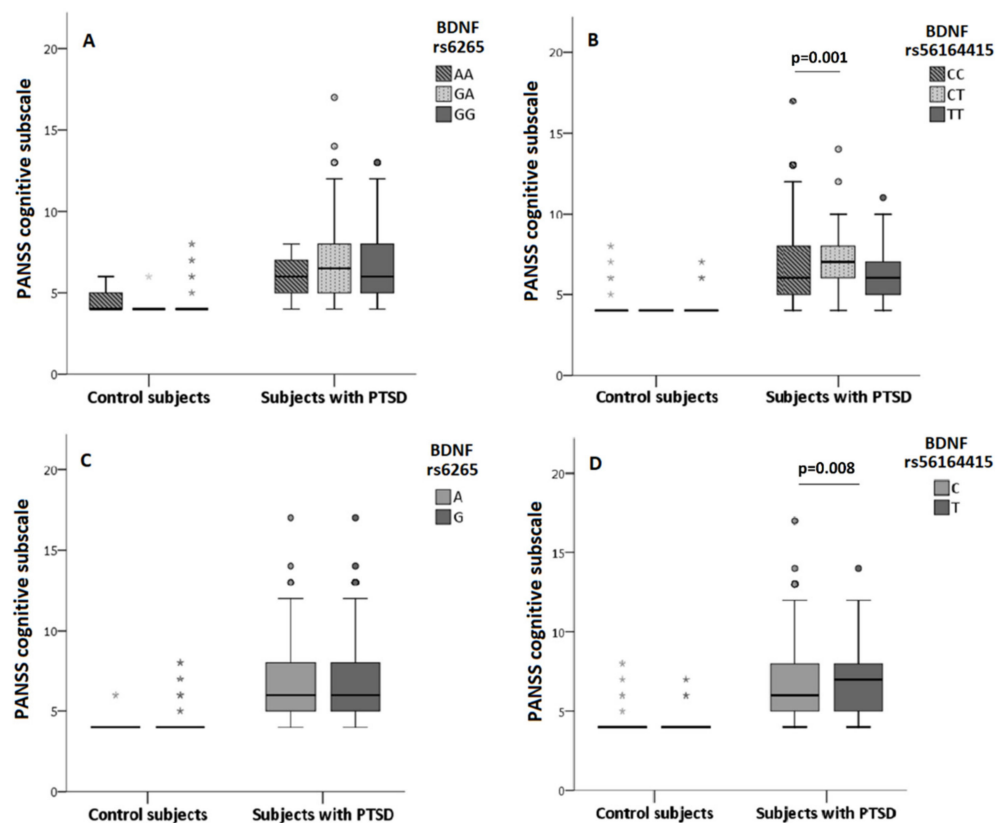 A
BDNF
rs6265
AA
GA
GG
PANSS cognitive subscale
20
15
10
5
0
Control subjects
Subjects with PTSD
B
BDNF
rs56164415
p=0.001
CC
CT
TT
PANSS cognitive subscale
20
15
10
5
0
Control subjects
Subjects with PTSD
C
BDNF
rs6265
A
G
PANSS cognitive subscale
20
15
10
5
0
Control subjects
Subjects with PTSD
D
BDNF
rs56164415
p=0.008
C
T
PANSS cognitive subscale
20
15
10
5
0
Control subjects
Subjects with PTSD